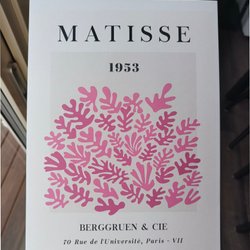 MATISSE
1953
BERGGRUEN & CIE
70 Rue de l'Université, Paris - VII